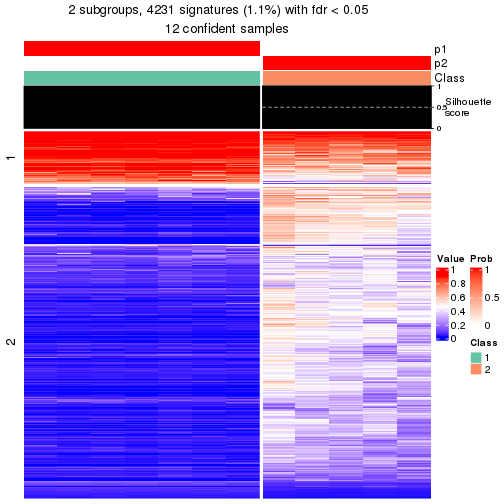 2 subgroups, 4231 signatures (1.1%) with fdr < 0.05
12 confident samples
p1
p2
Class
1
0.5
0
Silhouette
score
1
2
Value
1
0.8
0.6
0.4
0.2
0
Prob
1
0.5
0
Class
1
2